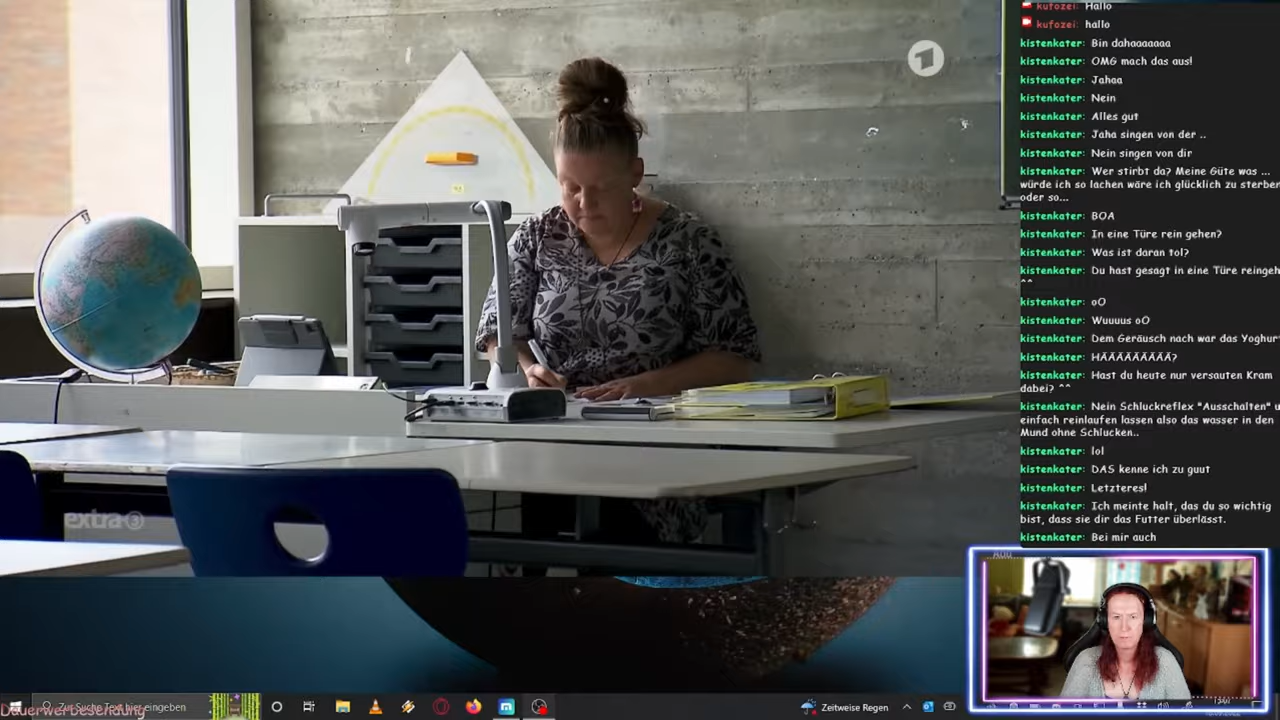 kufozei: Hallo
kufozei: hallo
kistenkater: Bin dahaaaaaaa
kistenkater: OMG mach das aus!
kistenkater: Jahaa
kistenkater: Nein
kistenkater: Alles gut
kistenkater: Jaha singen von der ..
kistenkater: Nein singen von dir
kistenkater: Wer stirbt da? Meine Güte was ...
würde ich so lachen wäre ich glücklich zu sterben
oder so...
kistenkater: BOA
kistenkater: In eine Türe rein gehen?
kistenkater: Was ist daran tol?
kistenkater: Du hast gesagt in eine Türe reingeh
^^
kistenkater: oO
kistenkater: Wuuuus oO
kistenkater: Dem Geräusch nach war das Yoghur
kistenkater: HÄÄÄÄÄÄÄÄÄ?
kistenkater: Hast du heute nur versauten Kram
dabei? ^^
kistenkater: Nein Schluckreflex "Ausschalten" u
einfach reinlaufen lassen also das wasser in den
Mund ohne Schlucken..
kistenkater: lol
kistenkater: DAS kenne ich zu guut
kistenkater: Letzteres!
kistenkater: Ich meinte halt, das du so wichtig
bist, dass sie dir das Futter überlässt.
kistenkater: Bei mir auch
extra 3
Zur Suche Text hier eingeben
Dauerwerbesendung
Zeitweise Regen